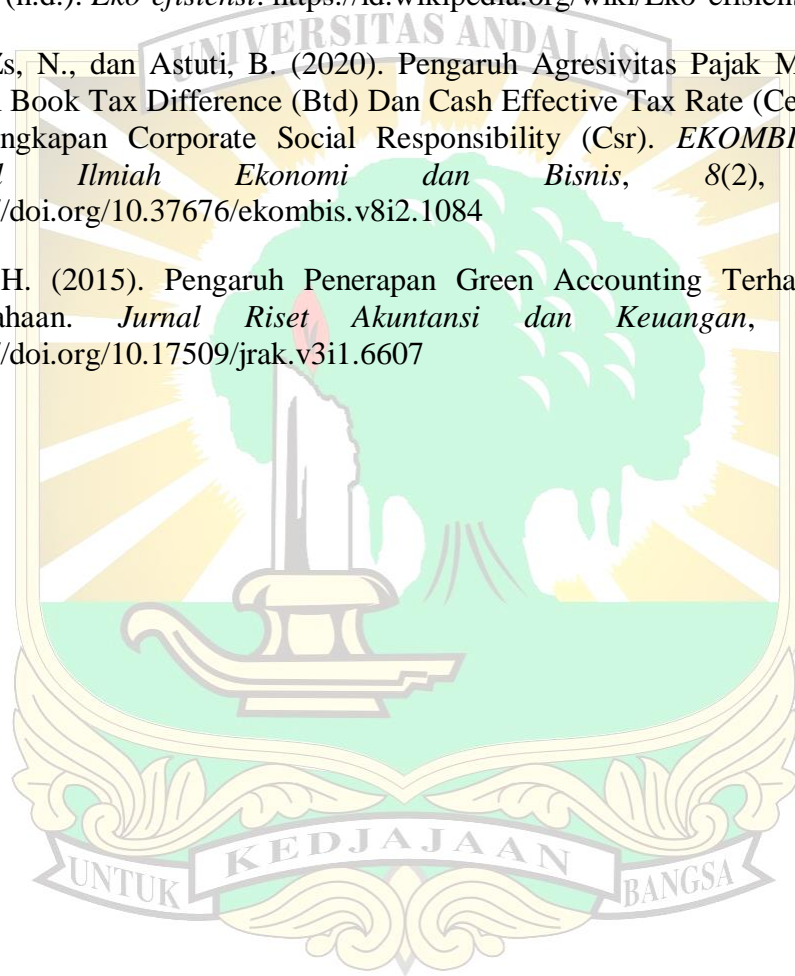 (n.d.). Eko-efisiensi. https://id.wikipedia.org/wiki/Eko-efisiens
UNIVERSITAS ANDALAS
Zs, N., dan Astuti, B. (2020). Pengaruh Agresivitas Pajak M
Book Tax Difference (Btd) Dan Cash Effective Tax Rate (Ce
ngkapan Corporate Social Responsibility (Csr). EKOMBI
l Ilmiah Ekonomi dan Bisnis, 8(2),
//doi.org/10.37676/ekombis.v8i2.1084
H. (2015). Pengaruh Penerapan Green Accounting Terha
ahaan. Jurnal Riset Akuntansi dan Keuangan,
//doi.org/10.17509/jrak.v3i1.6607
UNTUK KEDJAJAAN BANGSA